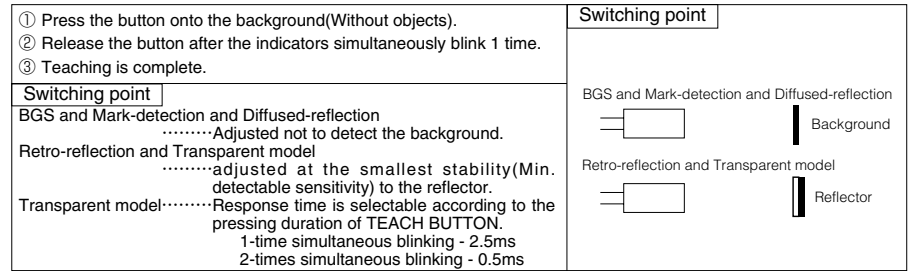 ① Press the button onto the background(Without objects).
② Release the button after the indicators simultaneously blink 1 time.
③ Teaching is complete.
Switching point
BGS and Mark-detection and Diffused-reflection
·········Adjusted not to detect the background.
Retro-reflection and Transparent model
·········adjusted at the smallest stability(Min.
detectable sensitivity) to the reflector.
Transparent model·········Response time is selectable according to the
pressing duration of TEACH BUTTON.
1-time simultaneous blinking - 2.5ms
2-times simultaneous blinking - 0.5ms
Switching point
BGS and Mark-detection and Diffused-reflection
Background
Retro-reflection and Transparent model
Reflector